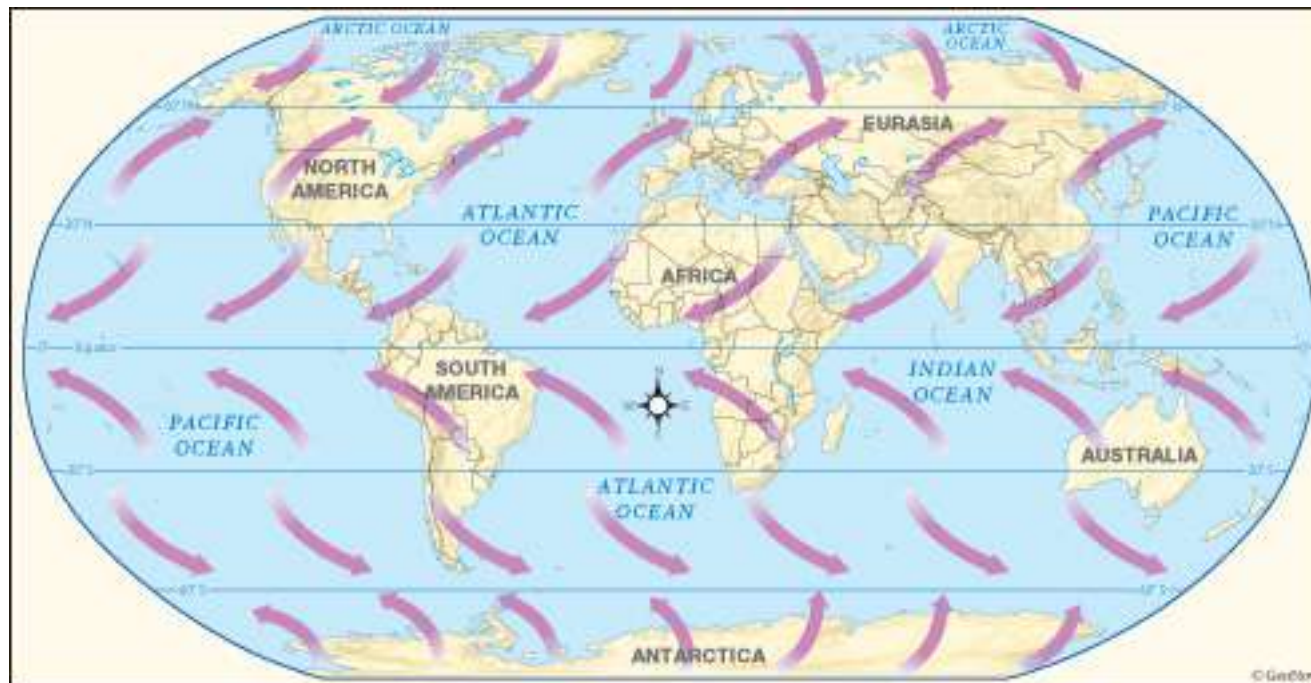 ARCTIC OCEAN
ARCTIC
OCEAN
EURASIA
NORTH
AMERICA
ATLANTIC
OCEAN
PACIFIC
OCEAN
AFRICA
Equator
SOUTH
AMERICA
INDIAN
OCEAN
N
PACIFIC
OCEAN
AUSTRALIA
ATLANTIC
OCEAN
ANTARCTICA